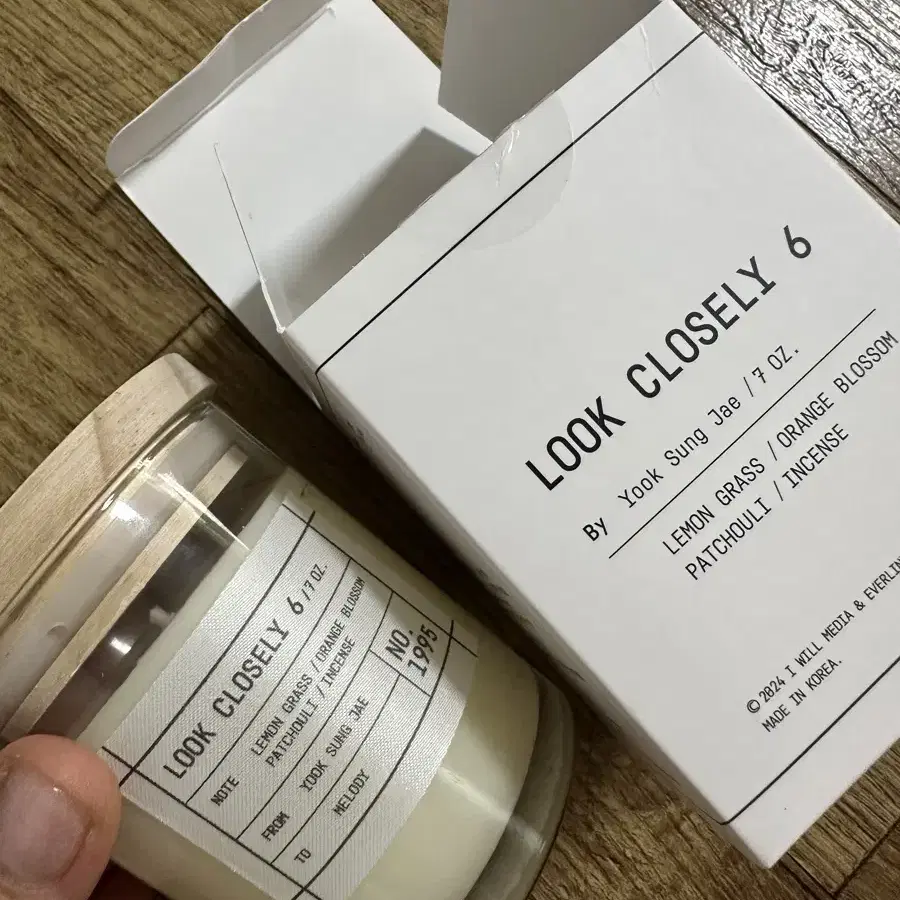 LOOK CLOSELY 6
By Yook Sung Jae / 7 OZ.
LEMON GRASS / ORANGE BLOSSOM
PATCHOULI / INCENSE
© 2024 I WILL MEDIA & EVERLIN
MADE IN KOREA.
LOOK CLOSELY 6 / 7 OZ.
NOTE LEMON GRASS / ORANGE BLOSSOM
PATCHOULI / INCENSE
FROM YOOK SUNG JAE
TO MELODY
NO.
1995